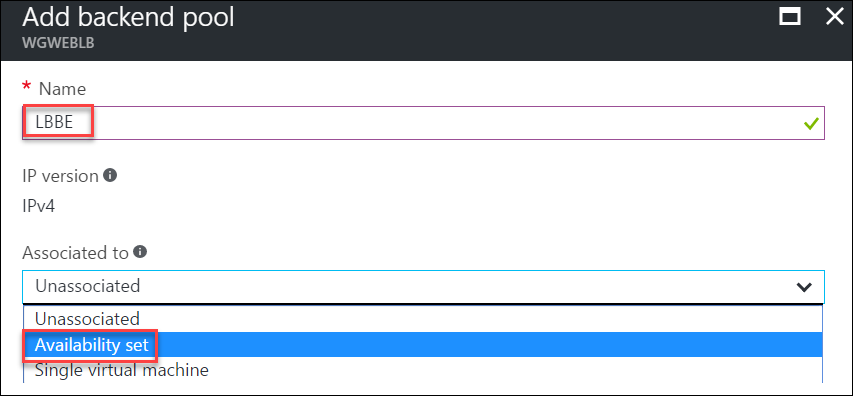 Add backend pool
WGWEBLB
* Name
LBBE
IP version
IPv4
Associated to
Unassociated
Unassociated
Availability set
Single virtual machine